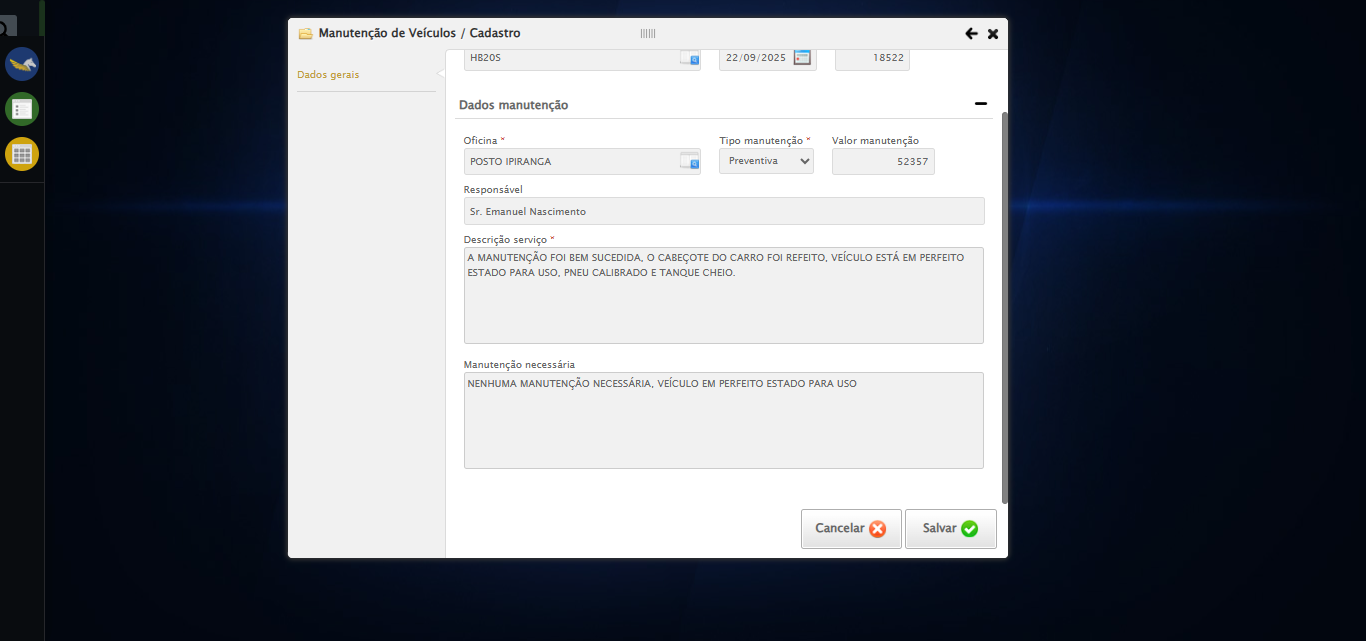 Manutenção de Veículos / Cadastro
Dados gerais
HB20S 22/09/2025 18522
Dados manutenção
Oficina * Tipo manutenção * Valor manutenção
POSTO IPIRANGA Preventiva 52357
Responsável
Sr. Emanuel Nascimento
Descrição serviço *
A MANUTENÇÃO FOI BEM SUCEDIDA, O CABEÇOTE DO CARRO FOI REFEITO, VEÍCULO ESTÁ EM PERFEITO
ESTADO PARA USO, PNEU CALIBRADO E TANQUE CHEIO.
Manutenção necessária
NENHUMA MANUTENÇÃO NECESSÁRIA, VEÍCULO EM PERFEITO ESTADO PARA USO
Cancelar Salvar